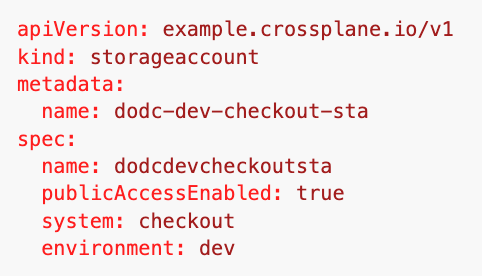 apiVersion: example.crossplane.io/v1
kind: storageaccount
metadata:
  name: dodc-dev-checkout-sta
spec:
  name: dodcdevcheckoutsta
  publicAccessEnabled: true
  system: checkout
  environment: dev